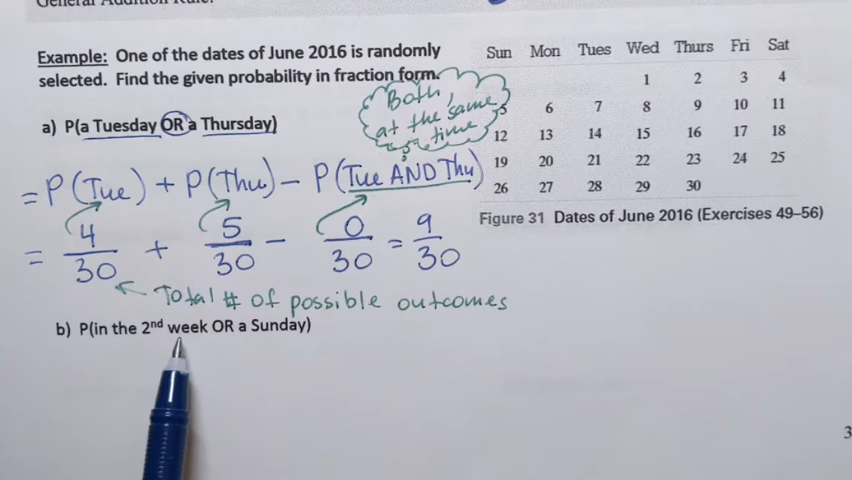 General Addition Rule:
Example: One of the dates of June 2016 is randomly
selected. Find the given probability in fraction form.
Both,
at the same
time
a) P(a Tuesday OR a Thursday)
= P(Tue) + P(Thu) – P(Tue AND Thu)
= 4/30 + 5/30 – 0/30 = 9/30
Total # of possible outcomes
b) P(in the 2nd week OR a Sunday)
Sun Mon Tues Wed Thurs Fri Sat
1 2 3 4
5 6 7 8 9 10 11
12 13 14 15 16 17 18
19 20 21 22 23 24 25
26 27 28 29 30
Figure 31 Dates of June 2016 (Exercises 49–56)
3